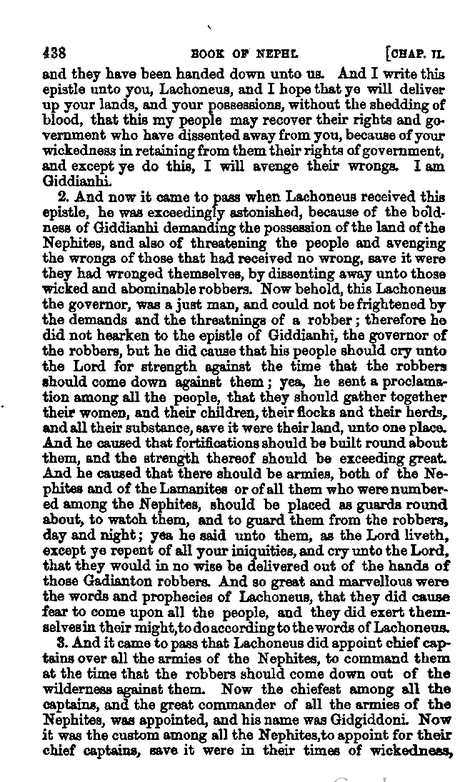 438 BOOK OF NEPHI. [CHAP. II.
and they have been handed down unto us. And I write this
epistle unto you, Lachoneus, and I hope that ye will deliver
up your lands, and your possessions, without the shedding of
blood, that this my people may recover their rights and go-
vernment who have dissented away from you, because of your
wickedness in retaining from them their rights of government,
and except ye do this, I will avenge their wrongs. I am
Giddianhi.
2. And now it came to pass when Lachoneus received this
epistle, he was exceedingly astonished, because of the bold-
ness of Giddianhi demanding the possession of the land of the
Nephites, and also of threatening the people and avenging
the wrongs of those that had received no wrong, save it were
they had wronged themselves, by dissenting away unto those
wicked and abominable robbers. Now behold, this Lachoneus
the governor, was a just man, and could not be frightened by
the demands and the threatnings of a robber; therefore he
did not hearken to the epistle of Giddianhi, the governor of
the robbers, but he did cause that his people should cry unto
the Lord for strength against the time that the robbers
should come down against them; yea, he sent a proclama-
tion among all the people, that they should gather together
their women, and their children, their flocks and their herds,
and all their substance, save it were their land, unto one place.
And he caused that fortifications should be built round about
them, and the strength thereof should be exceeding great.
And he caused that there should be armies, both of the Ne-
phites and of the Lamanites or of all them who were number-
ed among the Nephites, should be placed as guards round
about, to watch them, and to guard them from the robbers,
day and night; yea he said unto them, as the Lord liveth,
except ye repent of all your iniquities, and cry unto the Lord,
that they would in no wise be delivered out of the hands of
those Gadianton robbers. And so great and marvellous were
the words and prophecies of Lachoneus, that they did cause
fear to come upon all the people, and they did exert them-
selves in their might, to do according to the words of Lachoneus.
3. And it came to pass that Lachoneus did appoint chief cap-
tains over all the armies of the Nephites, to command them
at the time that the robbers should come down out of the
wilderness against them. Now the chiefest among all the
captains, and the great commander of all the armies of the
Nephites, was appointed, and his name was Gidgiddoni. Now
it was the custom among all the Nephites, to appoint for their
chief captains, save it were in their times of wickedness,